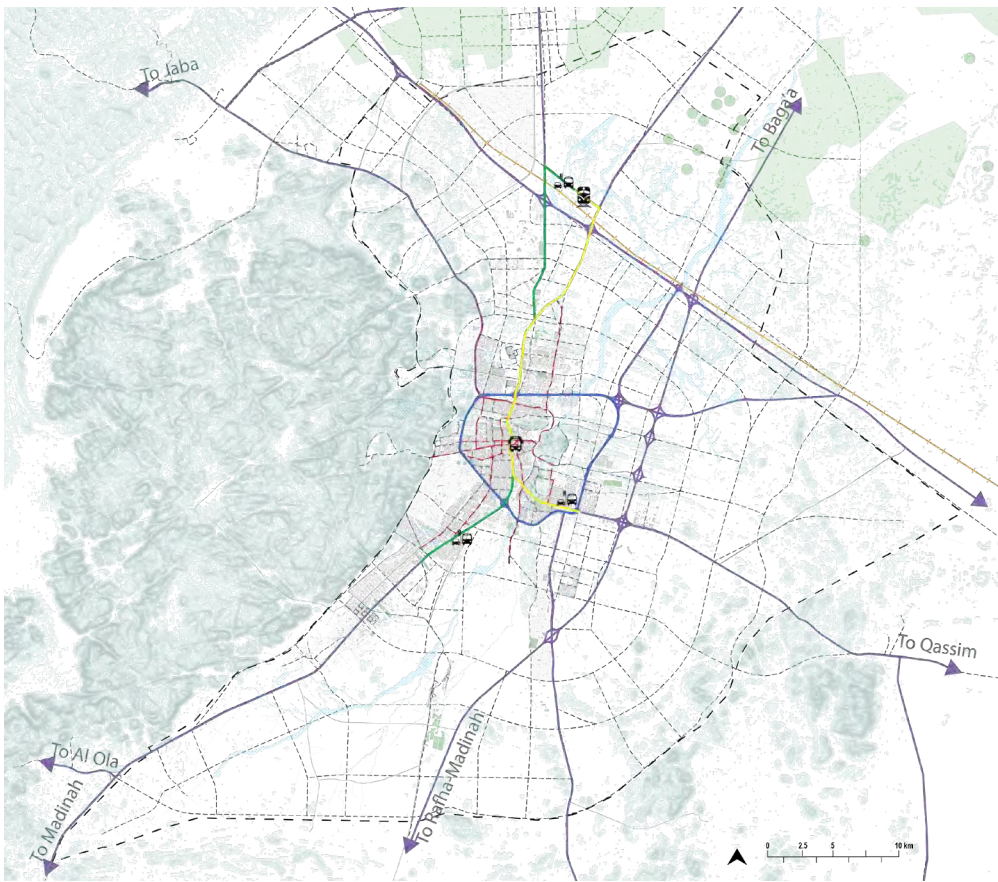 To Jaba
To Baga'a
To Qassim
To Al Ola
To Madinah
To Rafha-Madinah
0 2.5 5 10 km